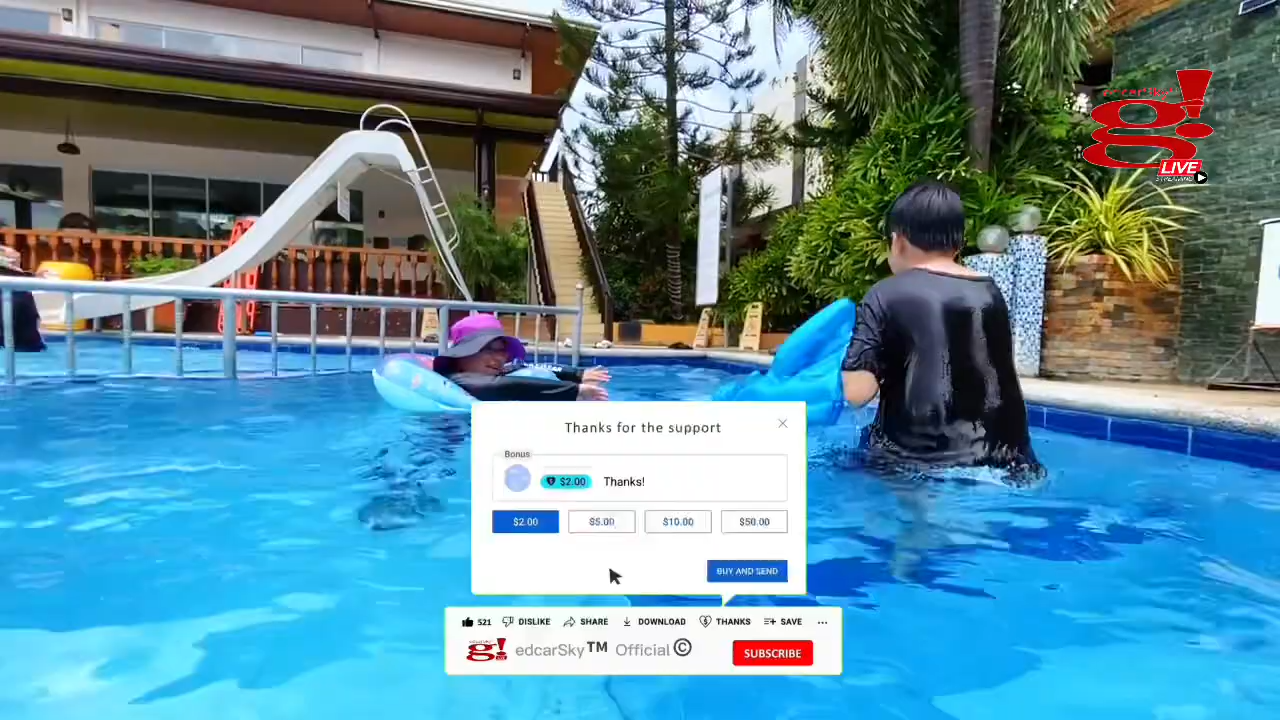 edcarSky!
g!
LIVE
STREAMING
Thanks for the support
Bonus
$2.00 Thanks!
$2.00 $5.00 $10.00 $50.00
BUY AND SEND
521 DISLIKE SHARE DOWNLOAD THANKS SAVE
g! edcarSky™ Official ©
SUBSCRIBE